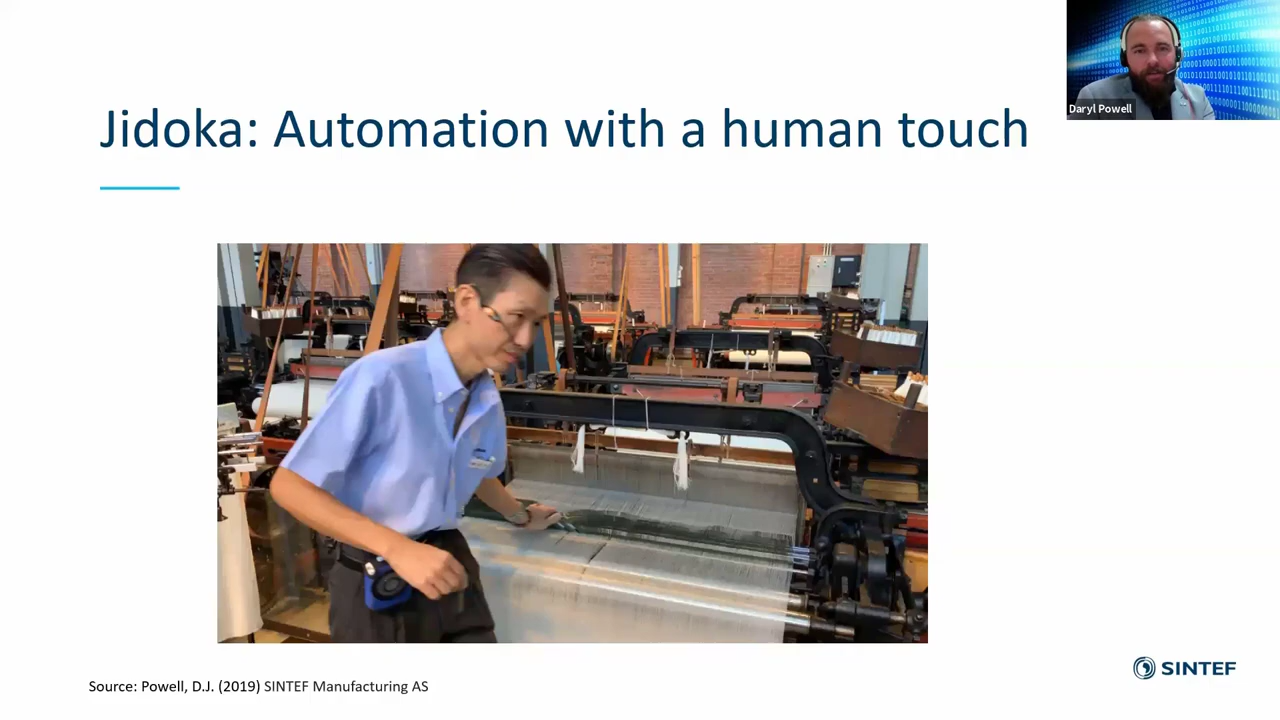 Jidoka: Automation with a human touch
Daryl Powell
Source: Powell, D.J. (2019) SINTEF Manufacturing AS
SINTEF